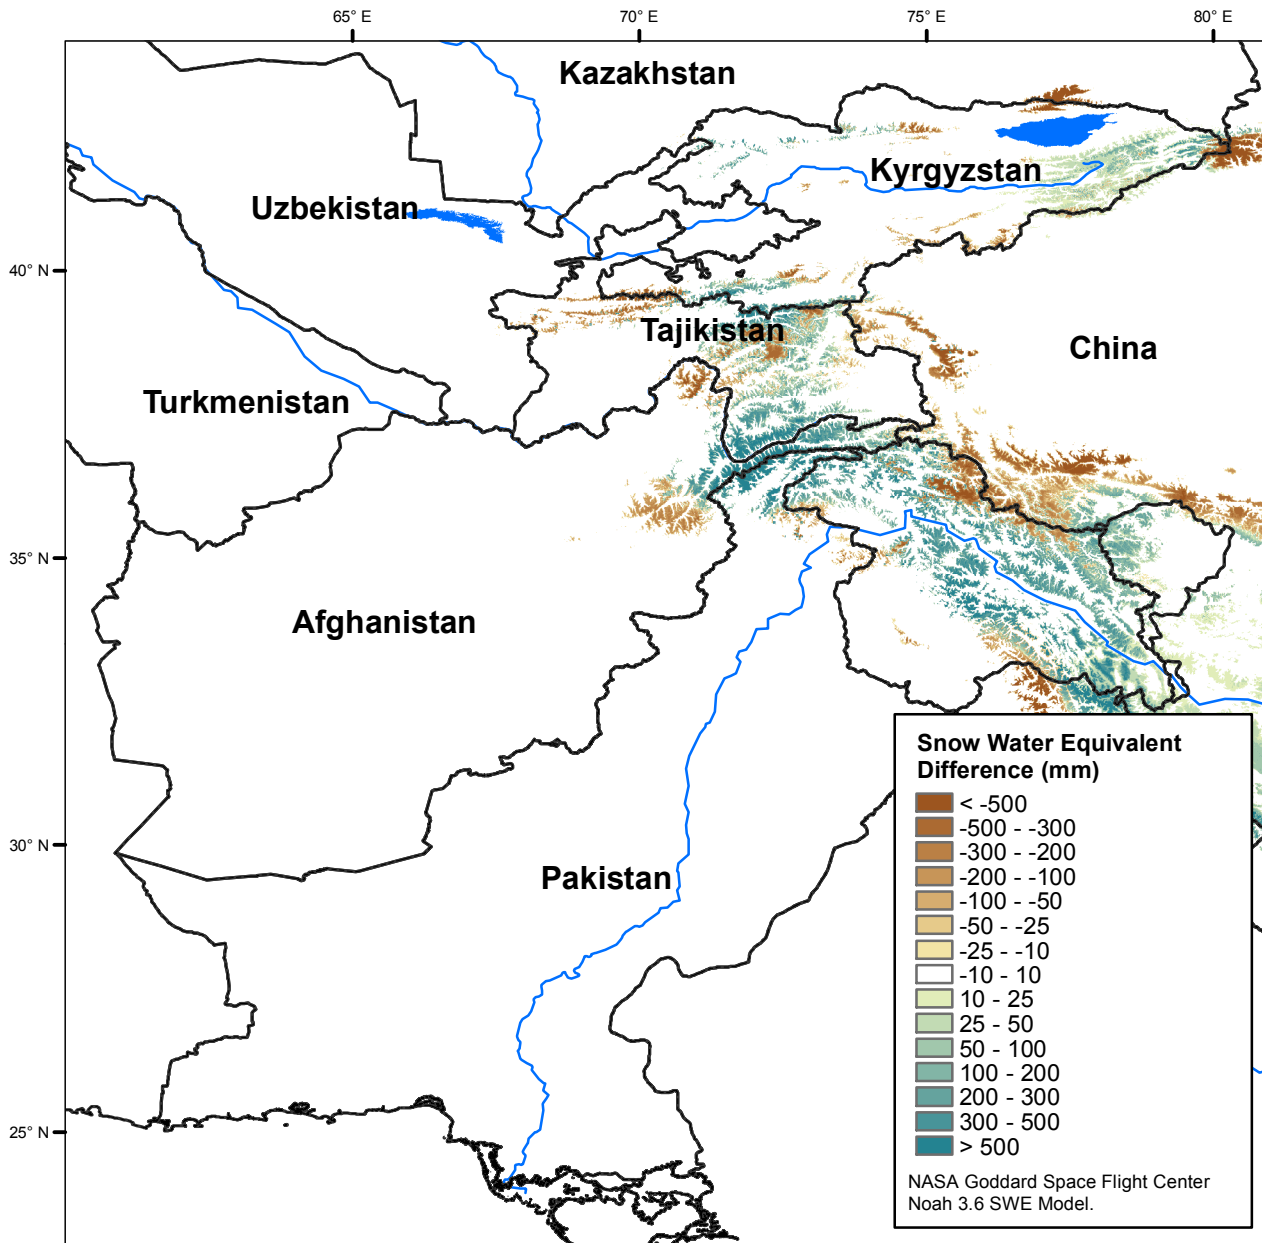 65° E
70° E
75° E
80° E
Kazakhstan
Kyrgyzstan
Uzbekistan
40° N
Tajikistan
China
Turkmenistan
35° N
Afghanistan
Snow Water Equivalent
Difference (mm)
< -500
-500 - -300
30° N
-300 - -200
Pakistan
-200 - -100
-100 - -50
-50 - -25
-25 - -10
-10 - 10
10 - 25
25 - 50
50 - 100
100 - 200
200 - 300
300 - 500
25° N
> 500
NASA Goddard Space Flight Center
Noah 3.6 SWE Model.